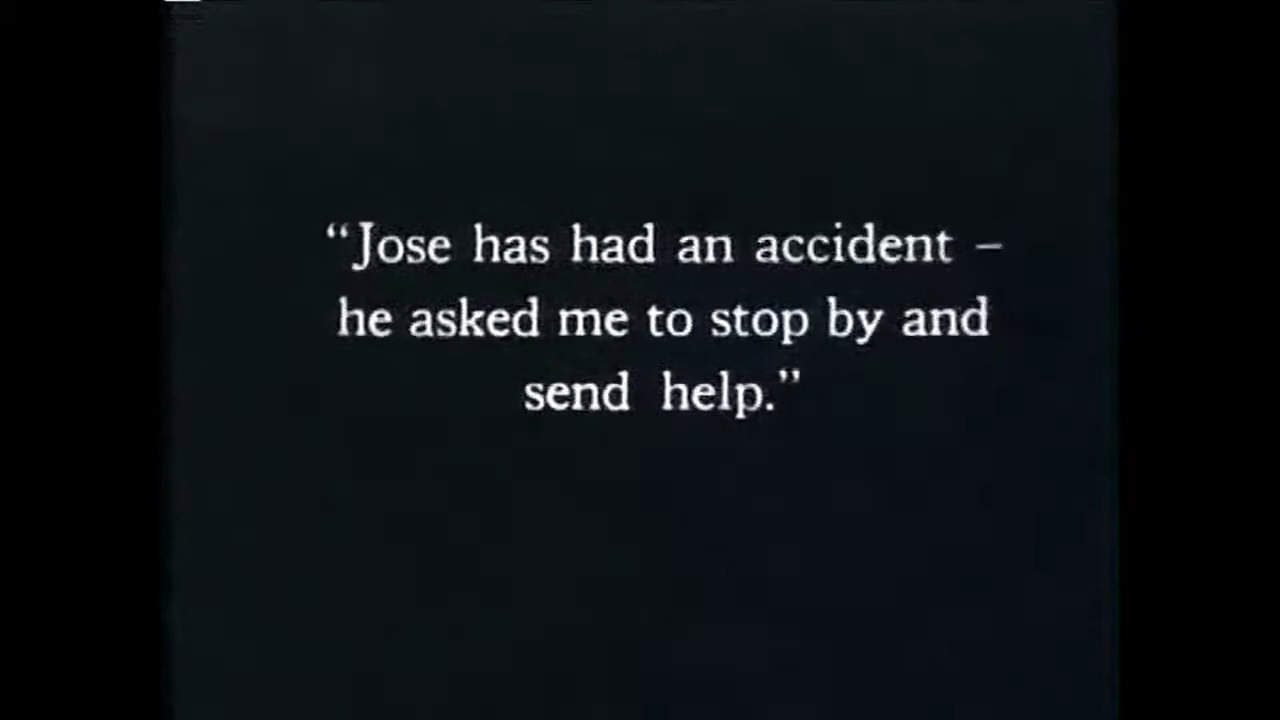 “Jose has had an accident –
he asked me to stop by and
send help.”